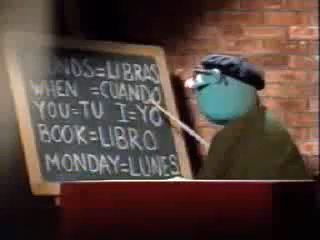 =LIBRAS
WHEN =CUANDO
YOU=TU I=YO
BOOK=LIBRO
MONDAY=LUNES